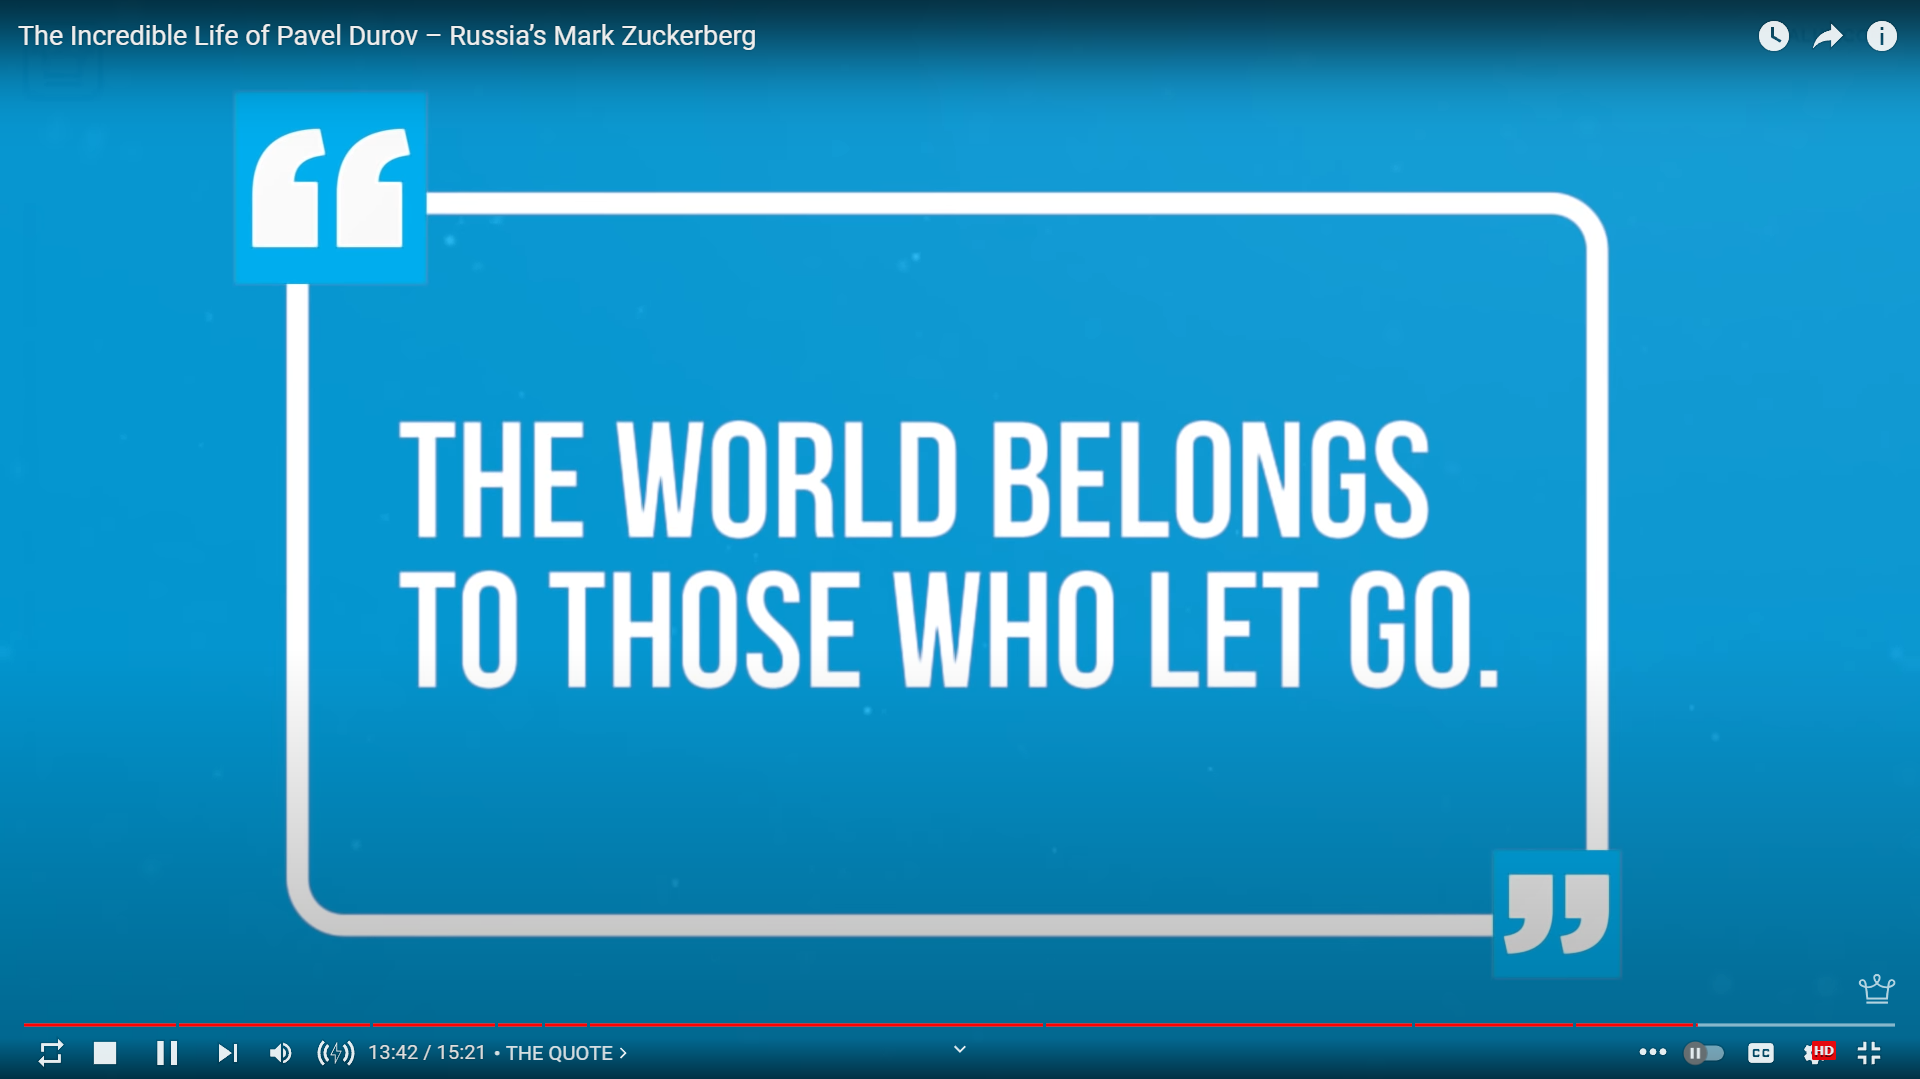 The Incredible Life of Pavel Durov – Russia’s Mark Zuckerberg
“
THE WORLD BELONGS
TO THOSE WHO LET GO.
”
13:42 / 15:21 • THE QUOTE >
CC
HD